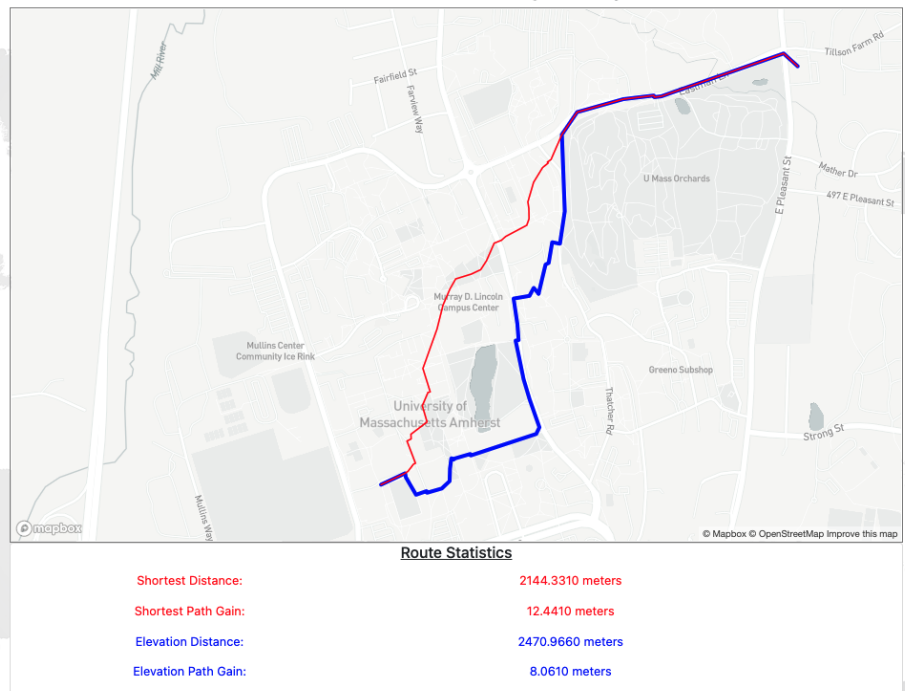 Tillson Farm Rd
Mill River
Fairfield St
Farview Way
Eastman Ln
U Mass Orchards
Mather Dr
E Pleasant St
497 E Pleasant St
Murray D. Lincoln
Campus Center
Mullins Center
Community Ice Rink
Greeno Subshop
University of
Massachusetts Amherst
Thatcher Rd
Strong St
Mullins Way
mapbox
© Mapbox © OpenStreetMap Improve this map
Route Statistics
Shortest Distance: 2144.3310 meters
Shortest Path Gain: 12.4410 meters
Elevation Distance: 2470.9660 meters
Elevation Path Gain: 8.0610 meters